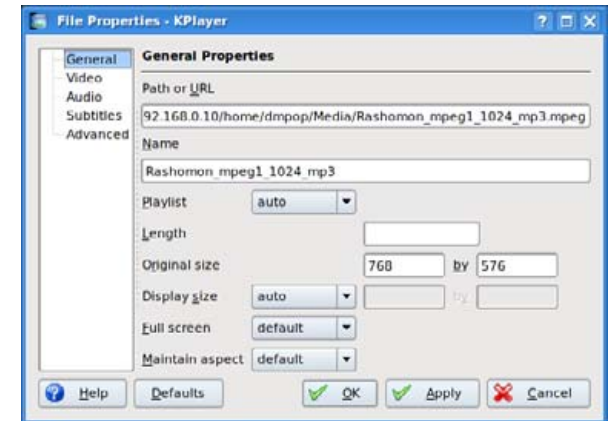 File Properties - KPlayer
General
Video
Audio
Subtitles
Advanced
General Properties
Path or URL
92.168.0.10/home/dmpop/Media/Rashomon_mpeg1_1024_mp3.mpeg
Name
Rashomon_mpeg1_1024_mp3
Playlist auto
Length
Original size 768 by 576
Display size auto by
Full screen default
Maintain aspect default
Help Defaults OK Apply Cancel